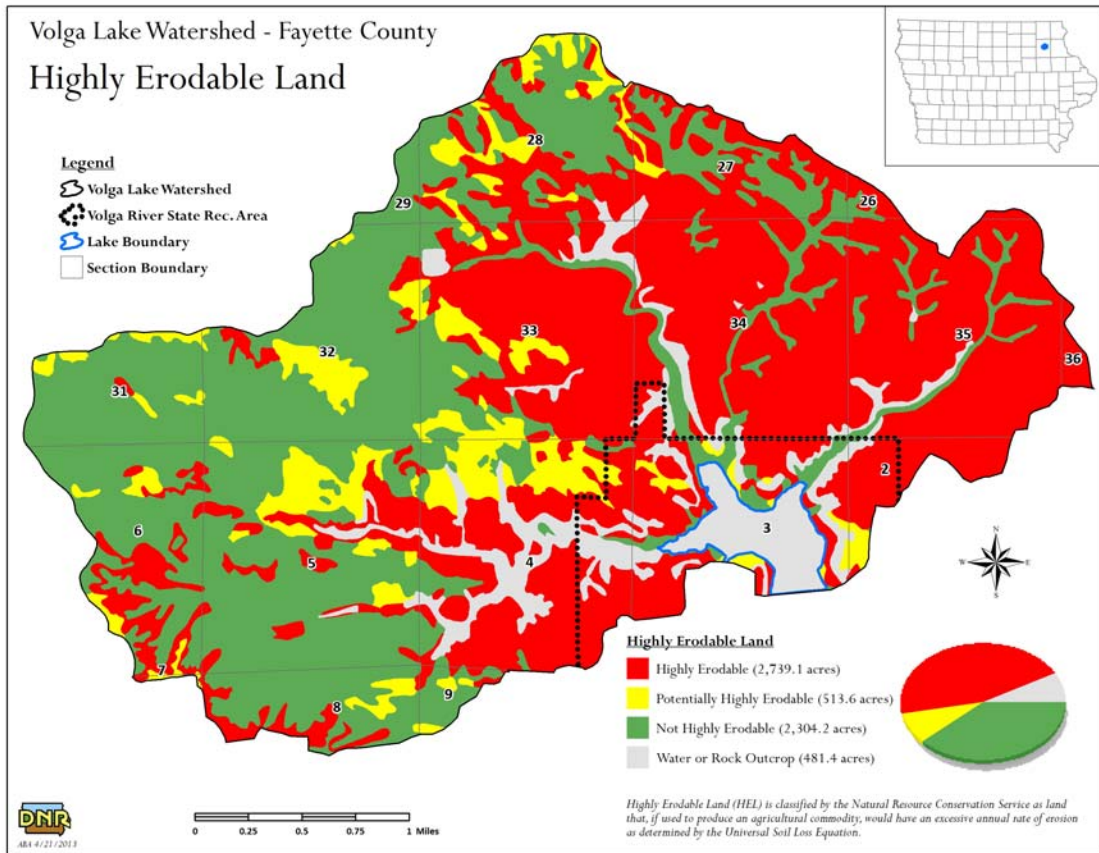 Volga Lake Watershed - Fayette County
Highly Erodable Land
Legend
Volga Lake Watershed
Volga River State Rec. Area
Lake Boundary
Section Boundary
28
27
29
26
33
34
35
32
36
31
2
6
3
5
4
7
8
9
N
W
E
S
Highly Erodable Land
Highly Erodable (2,739.1 acres)
Potentially Highly Erodable (513.6 acres)
Not Highly Erodable (2,304.2 acres)
Water or Rock Outcrop (481.4 acres)
Highly Erodable Land (HEL) is classified by the Natural Resource Conservation Service as land
that, if used to produce an agricultural commodity, would have an excessive annual rate of erosion
as determined by the Universal Soil Loss Equation.
0 0.25 0.5 0.75 1 Miles
DNR
ABA 4/21/2013